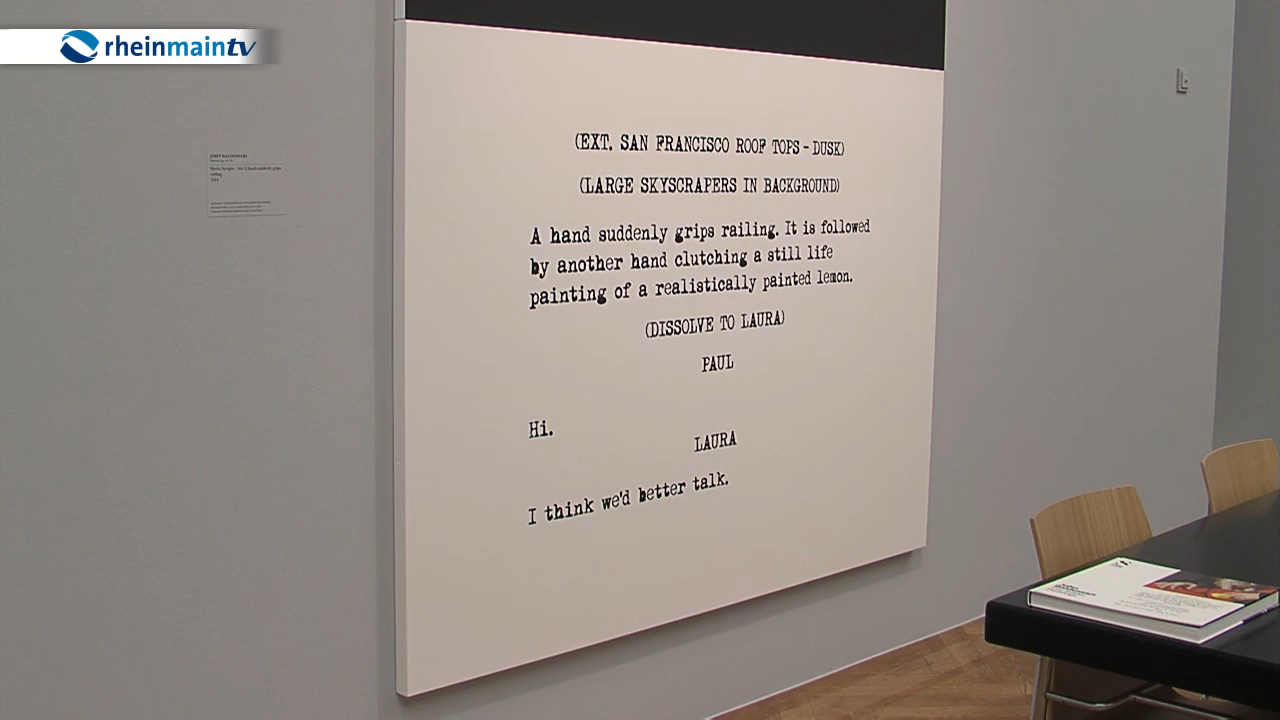 rheinmaintv
JOHN BALDESSARI
(EXT. SAN FRANCISCO ROOF TOPS - DUSK)
(LARGE SKYSCRAPERS IN BACKGROUND)
A hand suddenly grips railing. It is followed
by another hand clutching a still life
painting of a realistically painted lemon.
(DISSOLVE TO LAURA)
PAUL
Hi.
LAURA
I think we'd better talk.